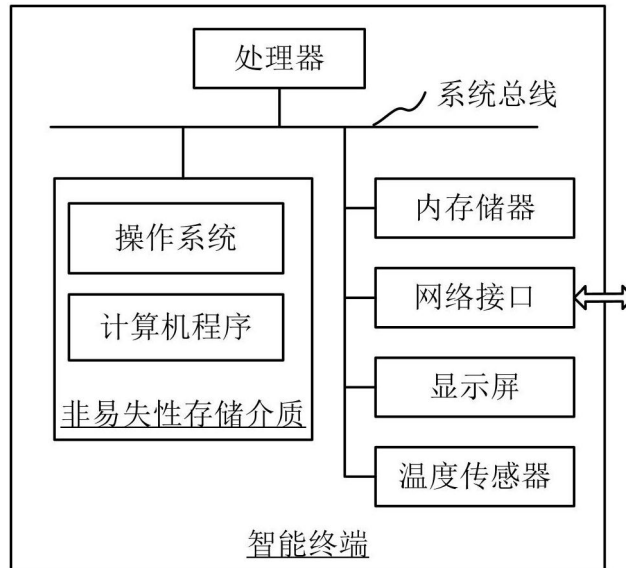 处理器
系统总线
操作系统
计算机程序
非易失性存储介质
内存储器
网络接口
显示屏
温度传感器
智能终端